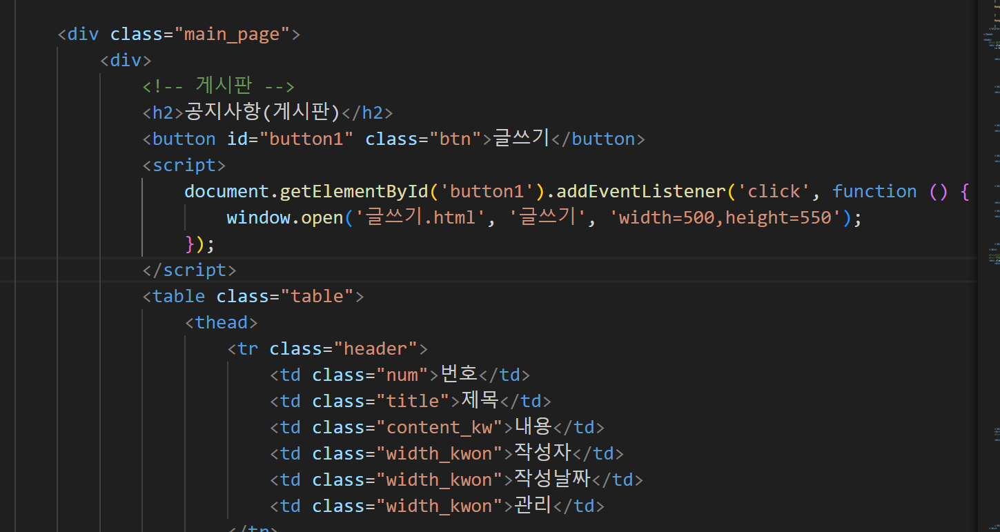 <div class="main_page">
<div>
<!-- 게시판 -->
<h2>공지사항(게시판)</h2>
<button id="button1" class="btn">글쓰기</button>
<script>
document.getElementById('button1').addEventListener('click', function () {
window.open('글쓰기.html', '글쓰기', 'width=500,height=550');
});
</script>
<table class="table">
<thead>
<tr class="header">
<td class="num">번호</td>
<td class="title">제목</td>
<td class="content_kw">내용</td>
<td class="width_kwon">작성자</td>
<td class="width_kwon">작성날짜</td>
<td class="width_kwon">관리</td>
</tr>